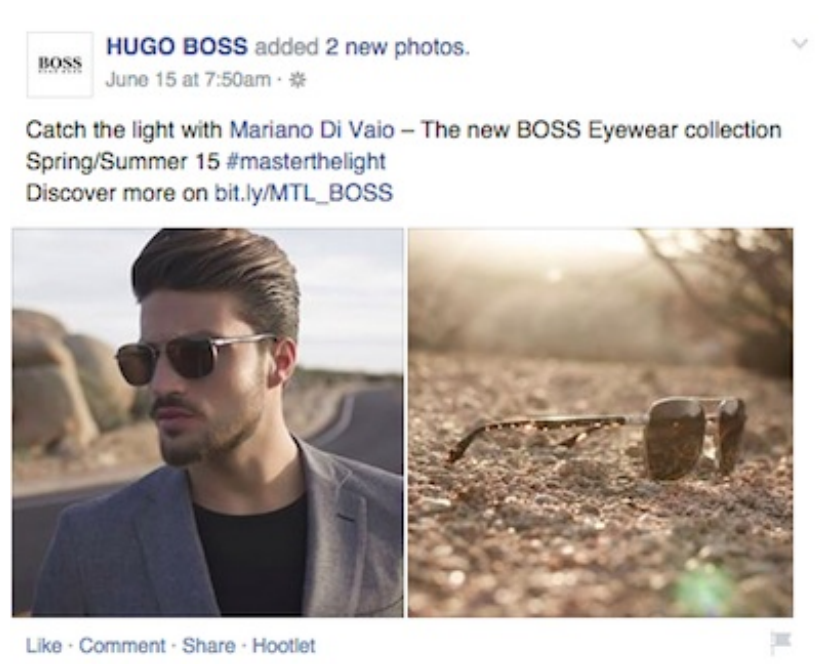 BOSS
HUGO BOSS added 2 new photos.
June 15 at 7:50am ·
Catch the light with Mariano Di Vaio – The new BOSS Eyewear collection
Spring/Summer 15 #masterthelight
Discover more on bit.ly/MTL_BOSS
Like · Comment · Share · Hootlet